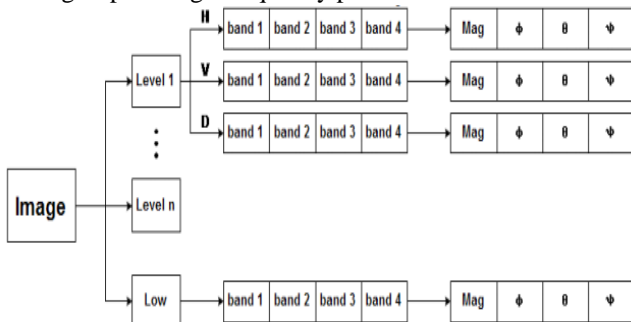 H
band 1 band 2 band 3 band 4 Mag ϕ θ ψ
Level 1
V
band 1 band 2 band 3 band 4 Mag ϕ θ ψ
D
band 1 band 2 band 3 band 4 Mag ϕ θ ψ
Image
Level n
Low
band 1 band 2 band 3 band 4 Mag ϕ θ ψ